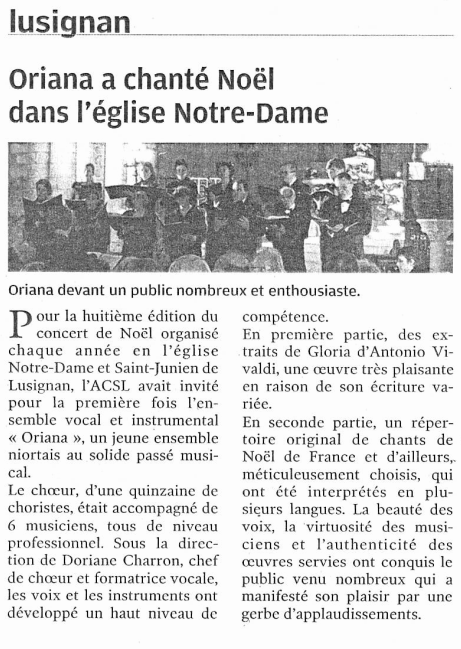 lusignan
Oriana a chanté Noël
dans l'église Notre-Dame
Oriana devant un public nombreux et enthousiaste.
Pour la huitième édition du
concert de Noël organisé
chaque année en l'église
Notre-Dame et Saint-Junien de
Lusignan, l'ACSL avait invité
pour la première fois l'en-
semble vocal et instrumental
« Oriana », un jeune ensemble
niortais au solide passé musi-
cal.
Le chœur, d'une quinzaine de
choristes, était accompagné de
6 musiciens, tous de niveau
professionnel. Sous la direc-
tion de Doriane Charron, chef
de chœur et formatrice vocale,
les voix et les instruments ont
développé un haut niveau de
compétence.
En première partie, des ex-
traits de Gloria d'Antonio Vi-
valdi, une œuvre très plaisante
en raison de son écriture va-
riée.
En seconde partie, un réper-
toire original de chants de
Noël de France et d'ailleurs,
méticuleusement choisis, qui
ont été interprétés en plu-
sieurs langues. La beauté des
voix, la virtuosité des musi-
ciens et l'authenticité des
œuvres servies ont conquis le
public venu nombreux qui a
manifesté son plaisir par une
gerbe d'applaudissements.